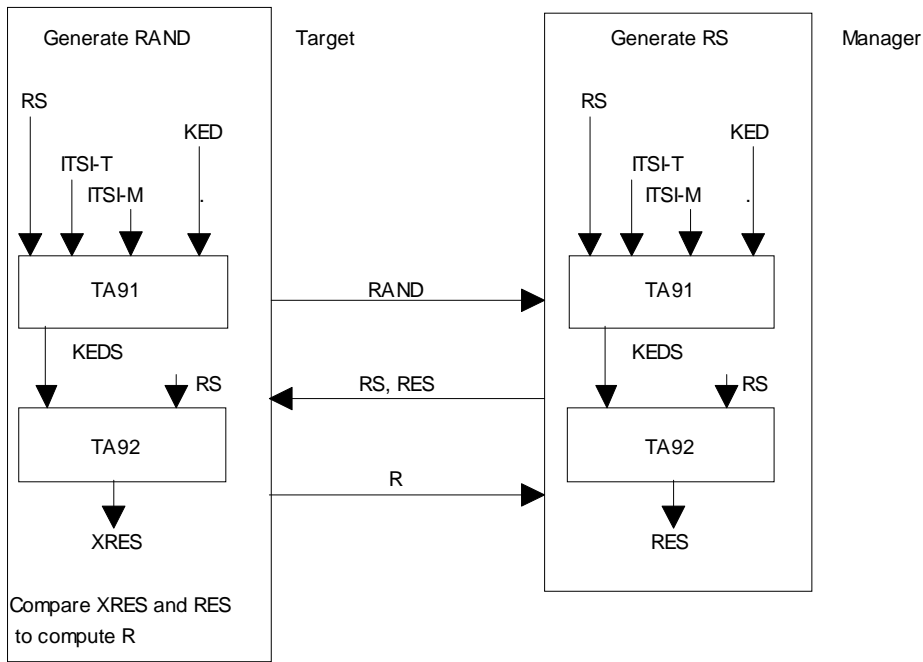 Generate RAND
Target
Generate RS
Manager
RS
KED
ITSI-T
ITSI-M
.
TA91
KEDS
RS
TA92
XRES
Compare XRES and RES
to compute R
RAND
RS, RES
R
RS
KED
ITSI-T
ITSI-M
.
TA91
KEDS
RS
TA92
RES